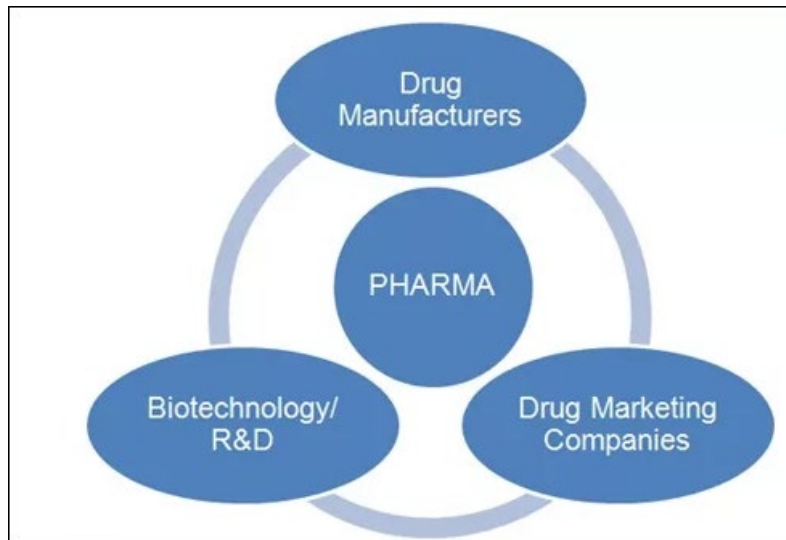 Drug
Manufacturers
PHARMA
Biotechnology/
R&D
Drug Marketing
Companies